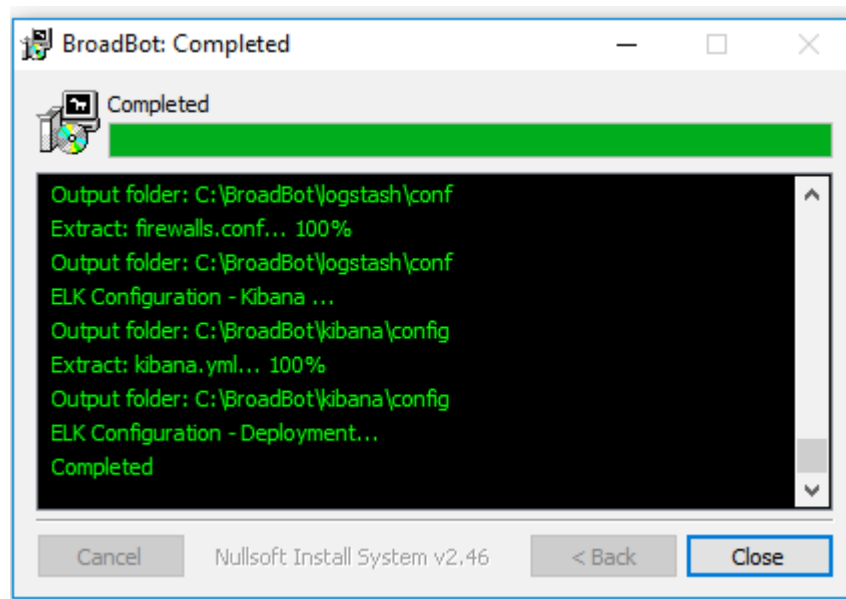 BroadBot: Completed
Completed
Output folder: C:\BroadBot\logstash\conf
Extract: firewalls.conf... 100%
Output folder: C:\BroadBot\logstash\conf
ELK Configuration - Kibana ...
Output folder: C:\BroadBot\kibana\config
Extract: kibana.yml... 100%
Output folder: C:\BroadBot\kibana\config
ELK Configuration - Deployment...
Completed
Cancel Nullsoft Install System v2.46 < Back Close